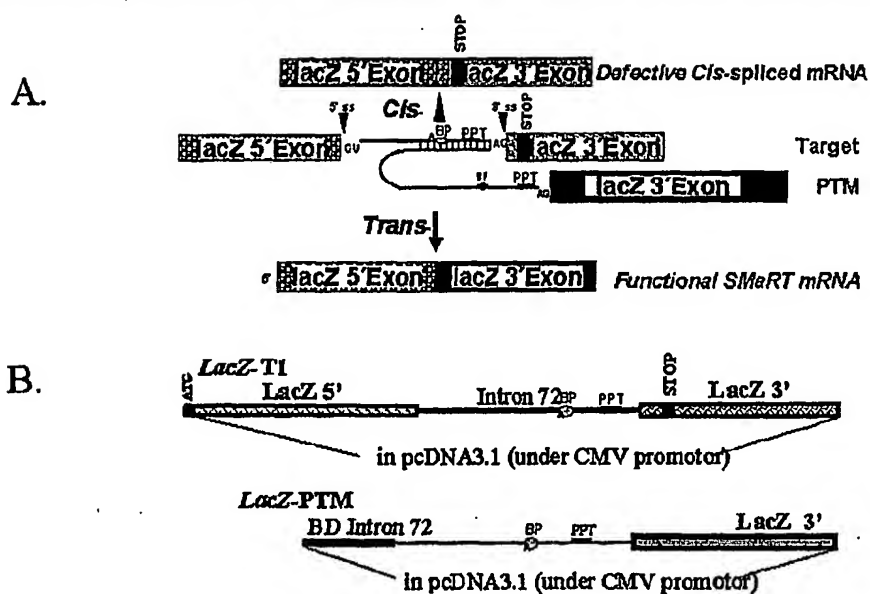 A.
STOP
lacZ 5´Exon lacZ 3´Exon Defective Cis-spliced mRNA
5' ss Cis- 3' ss STOP
lacZ 5´Exon GU A BP PPT AG lacZ 3´Exon Target
PPT AG lacZ 3´Exon PTM
Trans-
5' lacZ 5´Exon lacZ 3´Exon Functional SMaRT mRNA
B.
LacZ-T1
ATG LacZ 5' Intron 72 BP PPT STOP LacZ 3'
in pcDNA3.1 (under CMV promotor)
LacZ-PTM
BD Intron 72 BP PPT LacZ 3'
in pcDNA3.1 (under CMV promotor)